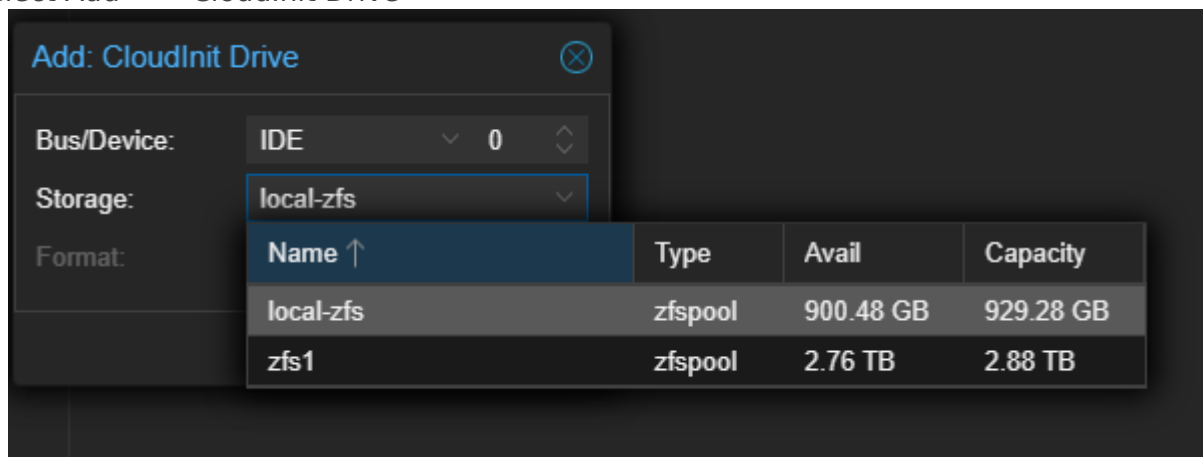 Add: CloudInit Drive
Bus/Device: IDE 0
Storage: local-zfs
Format:
Name ↑ Type Avail Capacity
local-zfs zfspool 900.48 GB 929.28 GB
zfs1 zfspool 2.76 TB 2.88 TB